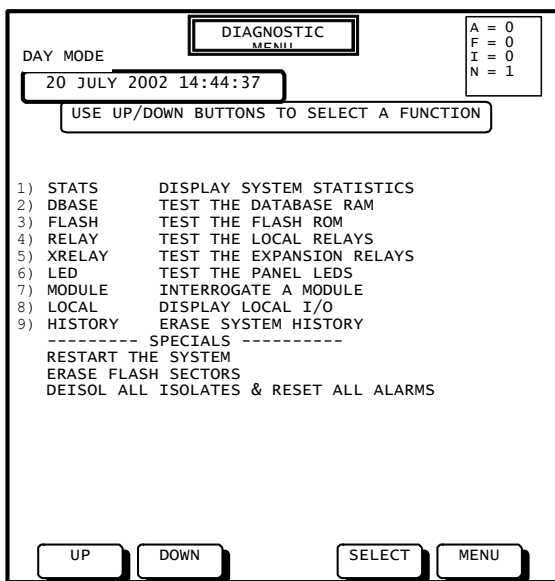 DIAGNOSTIC
MENU
A = 0
F = 0
I = 0
N = 1
DAY MODE
20 JULY 2002 14:44:37
USE UP/DOWN BUTTONS TO SELECT A FUNCTION
1) STATS DISPLAY SYSTEM STATISTICS
2) DBASE TEST THE DATABASE RAM
3) FLASH TEST THE FLASH ROM
4) RELAY TEST THE LOCAL RELAYS
5) XRELAY TEST THE EXPANSION RELAYS
6) LED TEST THE PANEL LEDS
7) MODULE INTERROGATE A MODULE
8) LOCAL DISPLAY LOCAL I/O
9) HISTORY ERASE SYSTEM HISTORY
--------- SPECIALS ----------
RESTART THE SYSTEM
ERASE FLASH SECTORS
DEISOL ALL ISOLATES & RESET ALL ALARMS
UP DOWN SELECT MENU